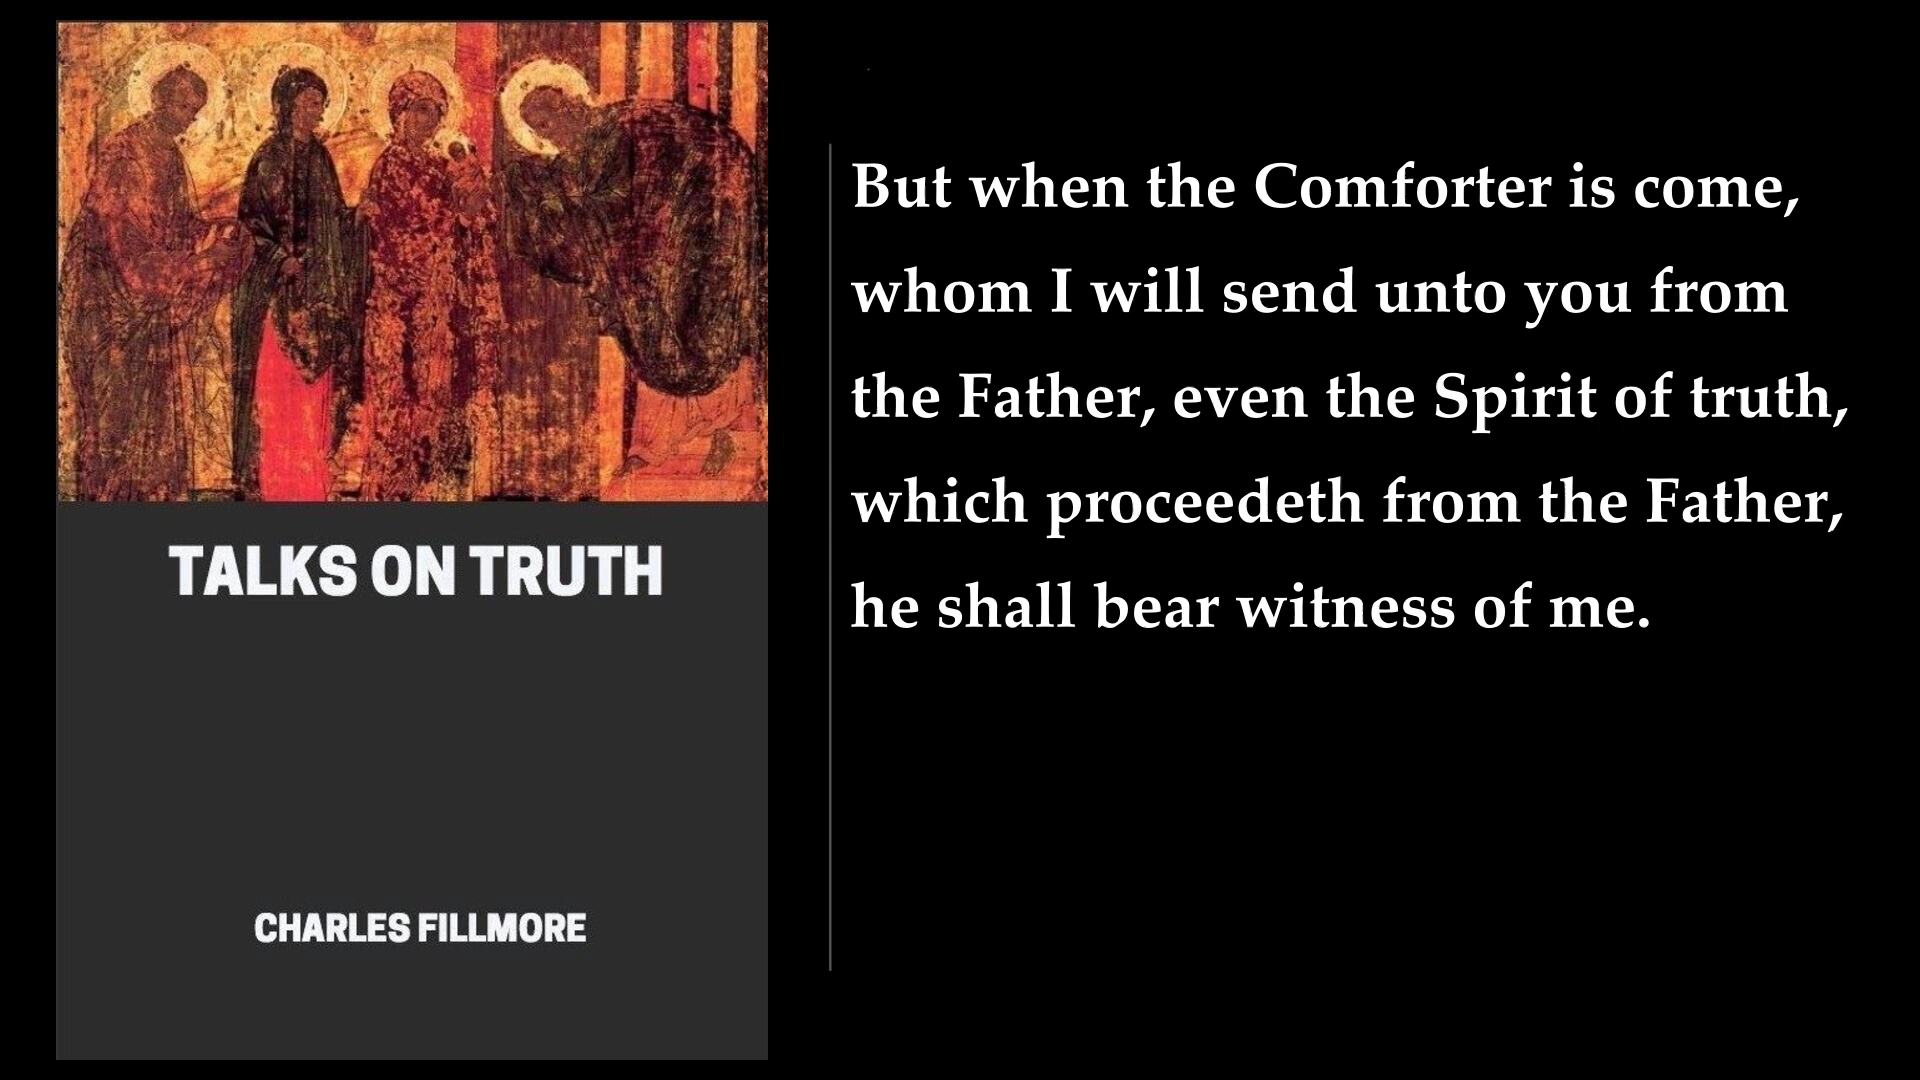 TALKS ON TRUTH
CHARLES FILLMORE
But when the Comforter is come,
whom I will send unto you from
the Father, even the Spirit of truth,
which proceedeth from the Father,
he shall bear witness of me.